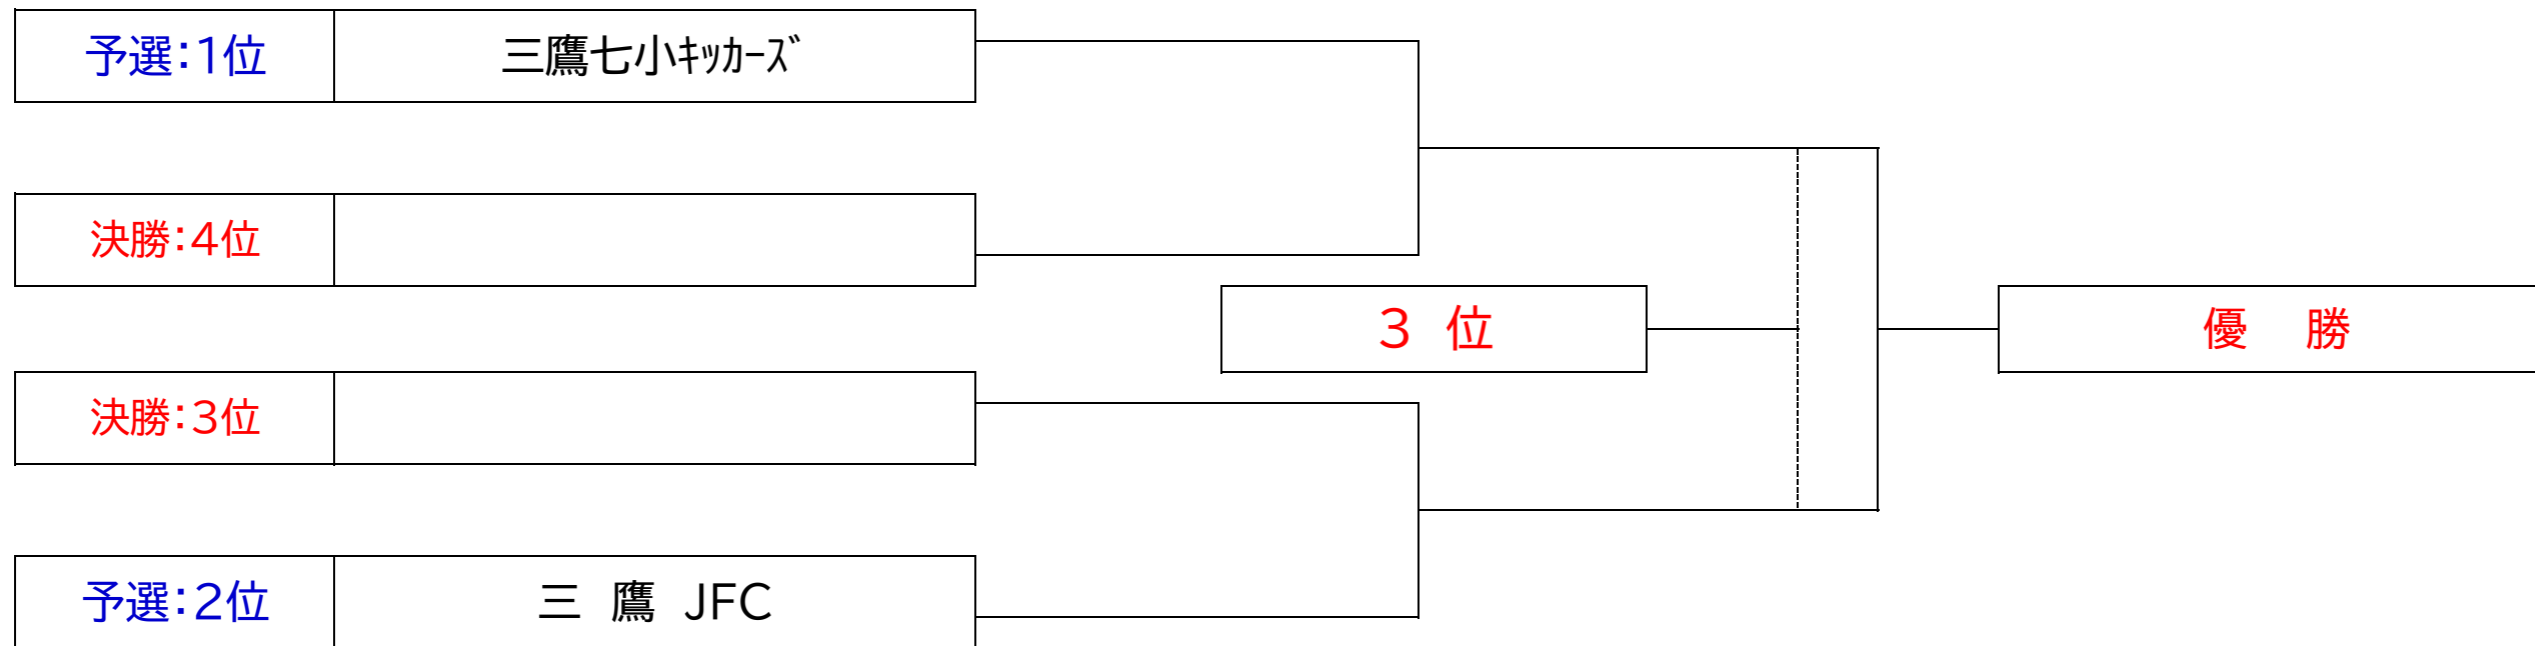 予選：1位 三鷹七小ｷｯｶｰｽﾞ
決勝：4位
3 位
優 勝
決勝：3位
予選：2位 三 鷹 JFC